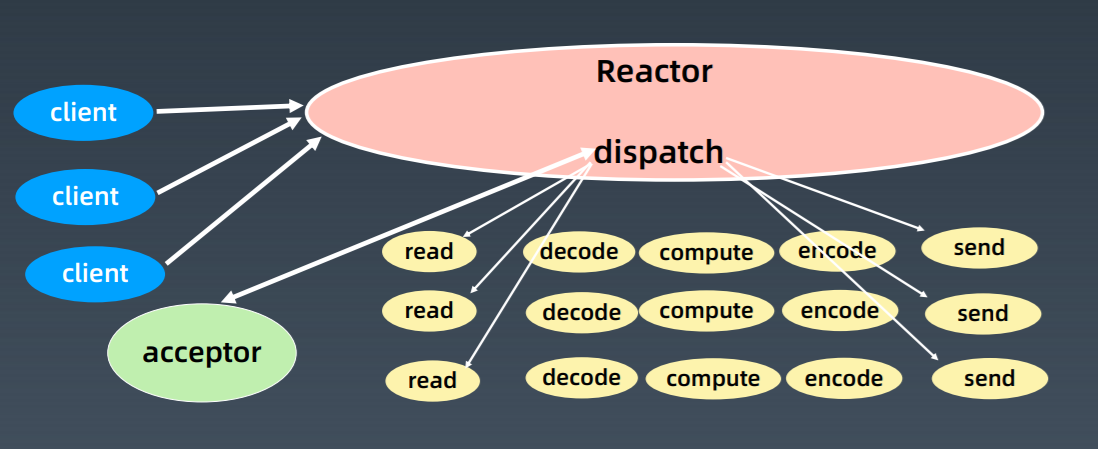 Reactor
client
dispatch
client
read decode compute encode send
client
read decode compute encode send
acceptor
read decode compute encode send